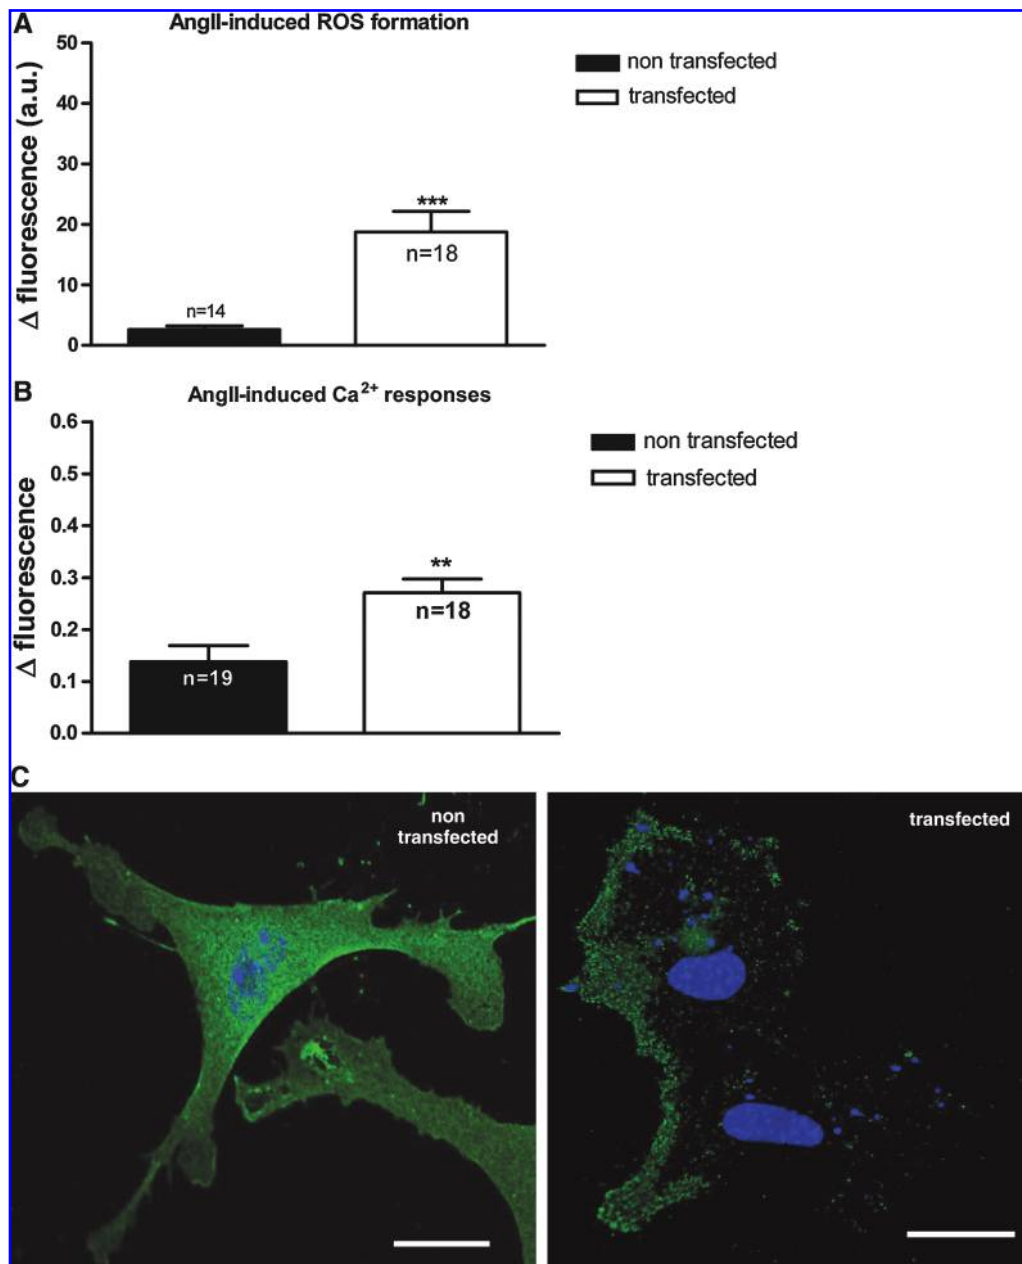 A
AngII-induced ROS formation
50
40
30
20
10
0
Δ fluorescence (a.u.)
***
n=18
n=14
non transfected
transfected
B
AngII-induced Ca²⁺ responses
0.6
0.5
0.4
0.3
0.2
0.1
0.0
Δ fluorescence
**
n=18
n=19
non transfected
transfected
C
non
transfected
transfected